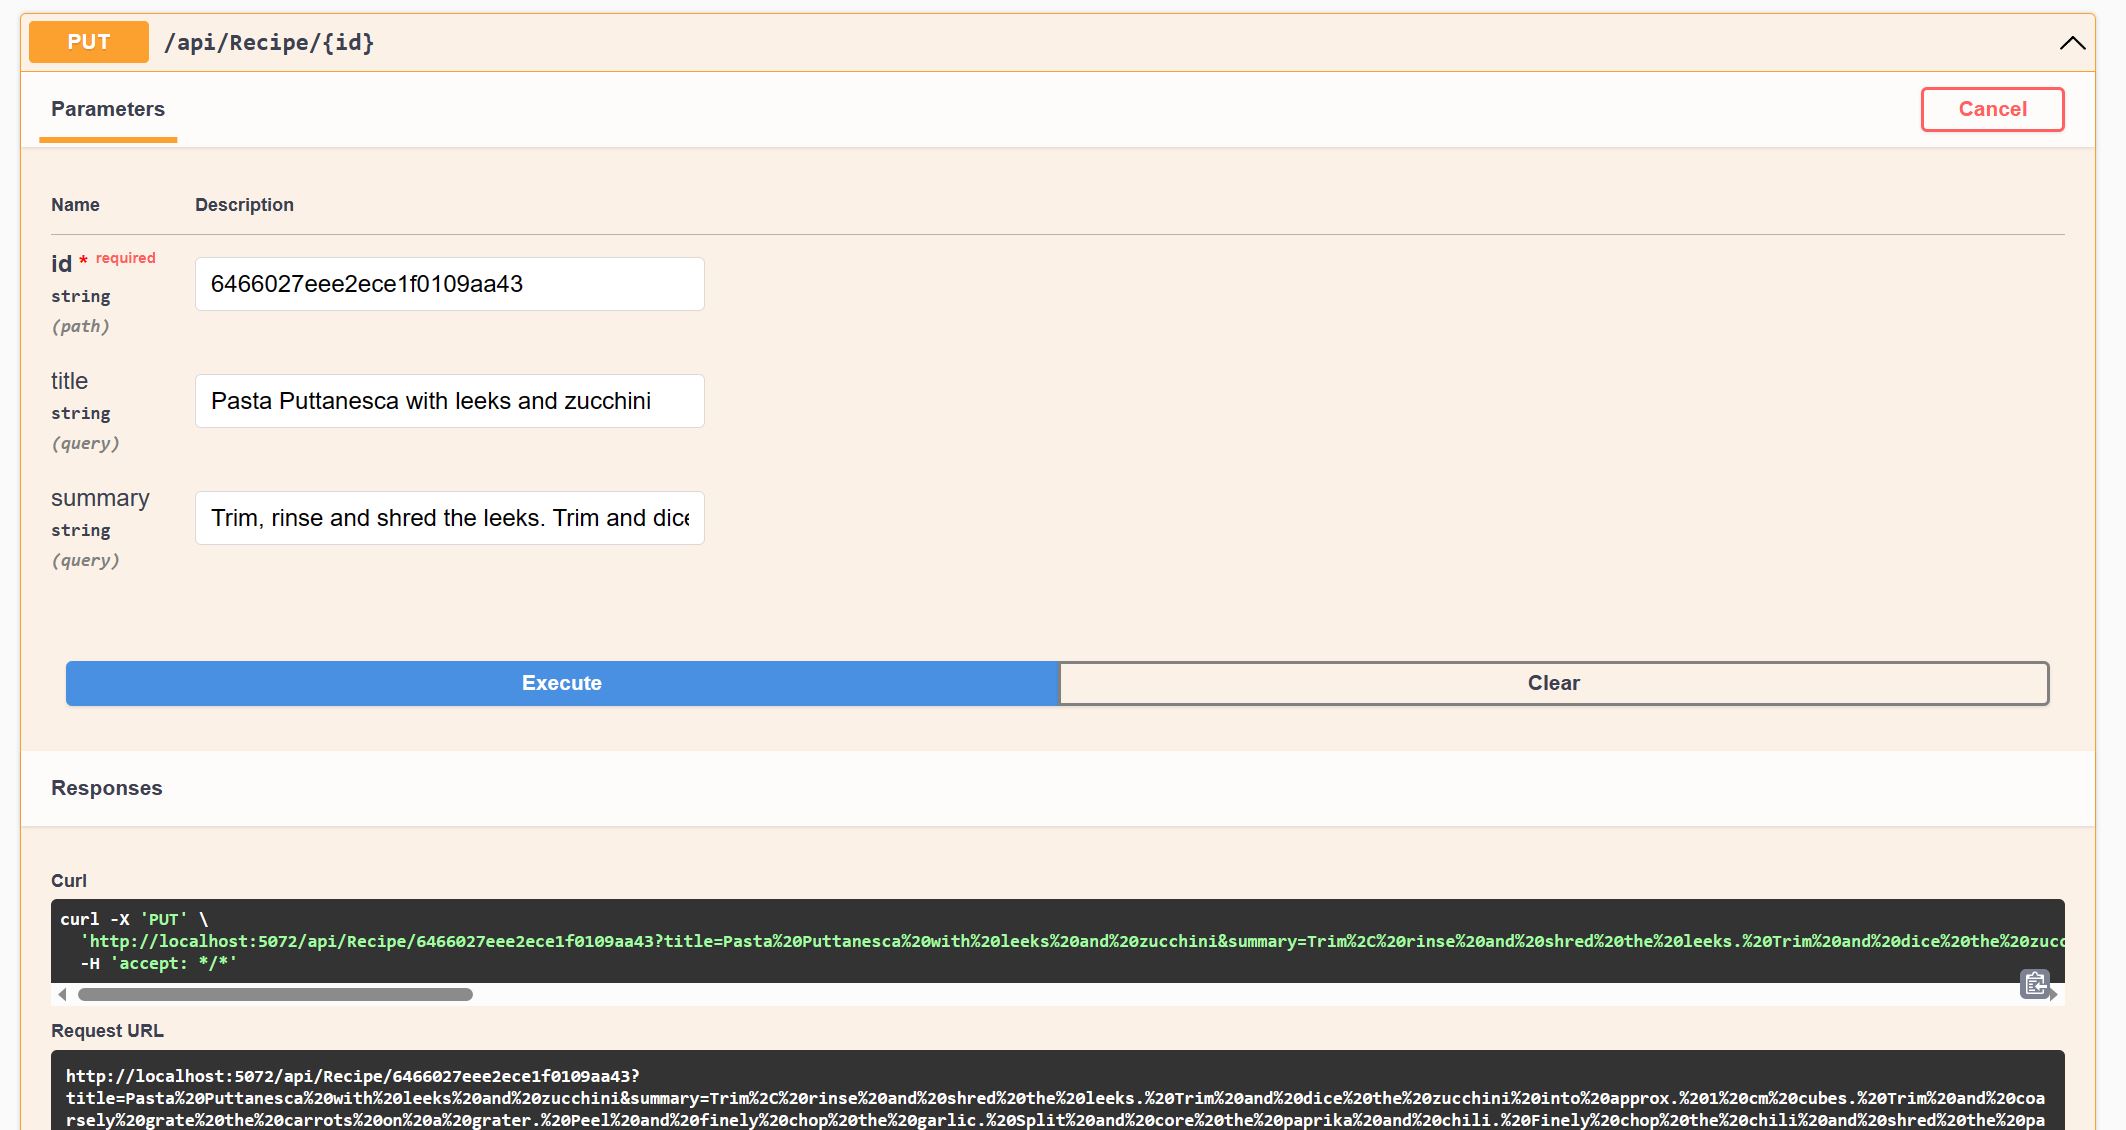 PUT /api/Recipe/{id}
Parameters
Cancel
Name Description
id * required
string
(path)
6466027eee2ece1f0109aa43
title
string
(query)
Pasta Puttanesca with leeks and zucchini
summary
string
(query)
Trim, rinse and shred the leeks. Trim and dice
Execute Clear
Responses
Curl
curl -X 'PUT' \
'http://localhost:5072/api/Recipe/6466027eee2ece1f0109aa43?title=Pasta%20Puttanesca%20with%20leeks%20and%20zucchini&summary=Trim%2C%20rinse%20and%20shred%20the%20leeks.%20Trim%20and%20dice%20the%20zucc
-H 'accept: */*'
Request URL
http://localhost:5072/api/Recipe/6466027eee2ece1f0109aa43?
title=Pasta%20Puttanesca%20with%20leeks%20and%20zucchini&summary=Trim%2C%20rinse%20and%20shred%20the%20leeks.%20Trim%20and%20dice%20the%20zucchini%20into%20approx.%201%20cm%20cubes.%20Trim%20and%20coa
rsely%20grate%20the%20carrots%20on%20a%20grater.%20Peel%20and%20finely%20chop%20the%20garlic.%20Split%20and%20core%20the%20paprika%20and%20chili.%20Finely%20chop%20the%20chili%20and%20shred%20the%20pa